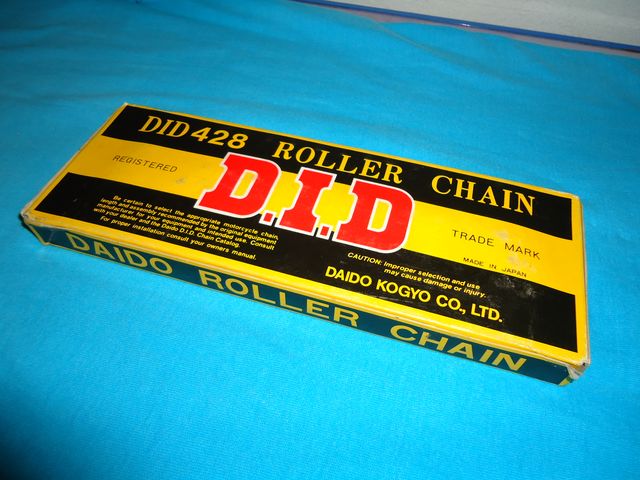 DID 428 ROLLER CHAIN
REGISTERED
D.I.D
TRADE MARK
MADE IN JAPAN
Be certain to select the appropriate motorcycle chain
length and assembly recommended by the original equipment
manufacturer for your equipment and intended use. Consult
with your dealer and the Daido D.I.D. Chain Catalog.
For proper installation consult your owners manual.
CAUTION: Improper selection and use
may cause damage or injury.
DAIDO KOGYO CO., LTD.
DAIDO ROLLER CHAIN